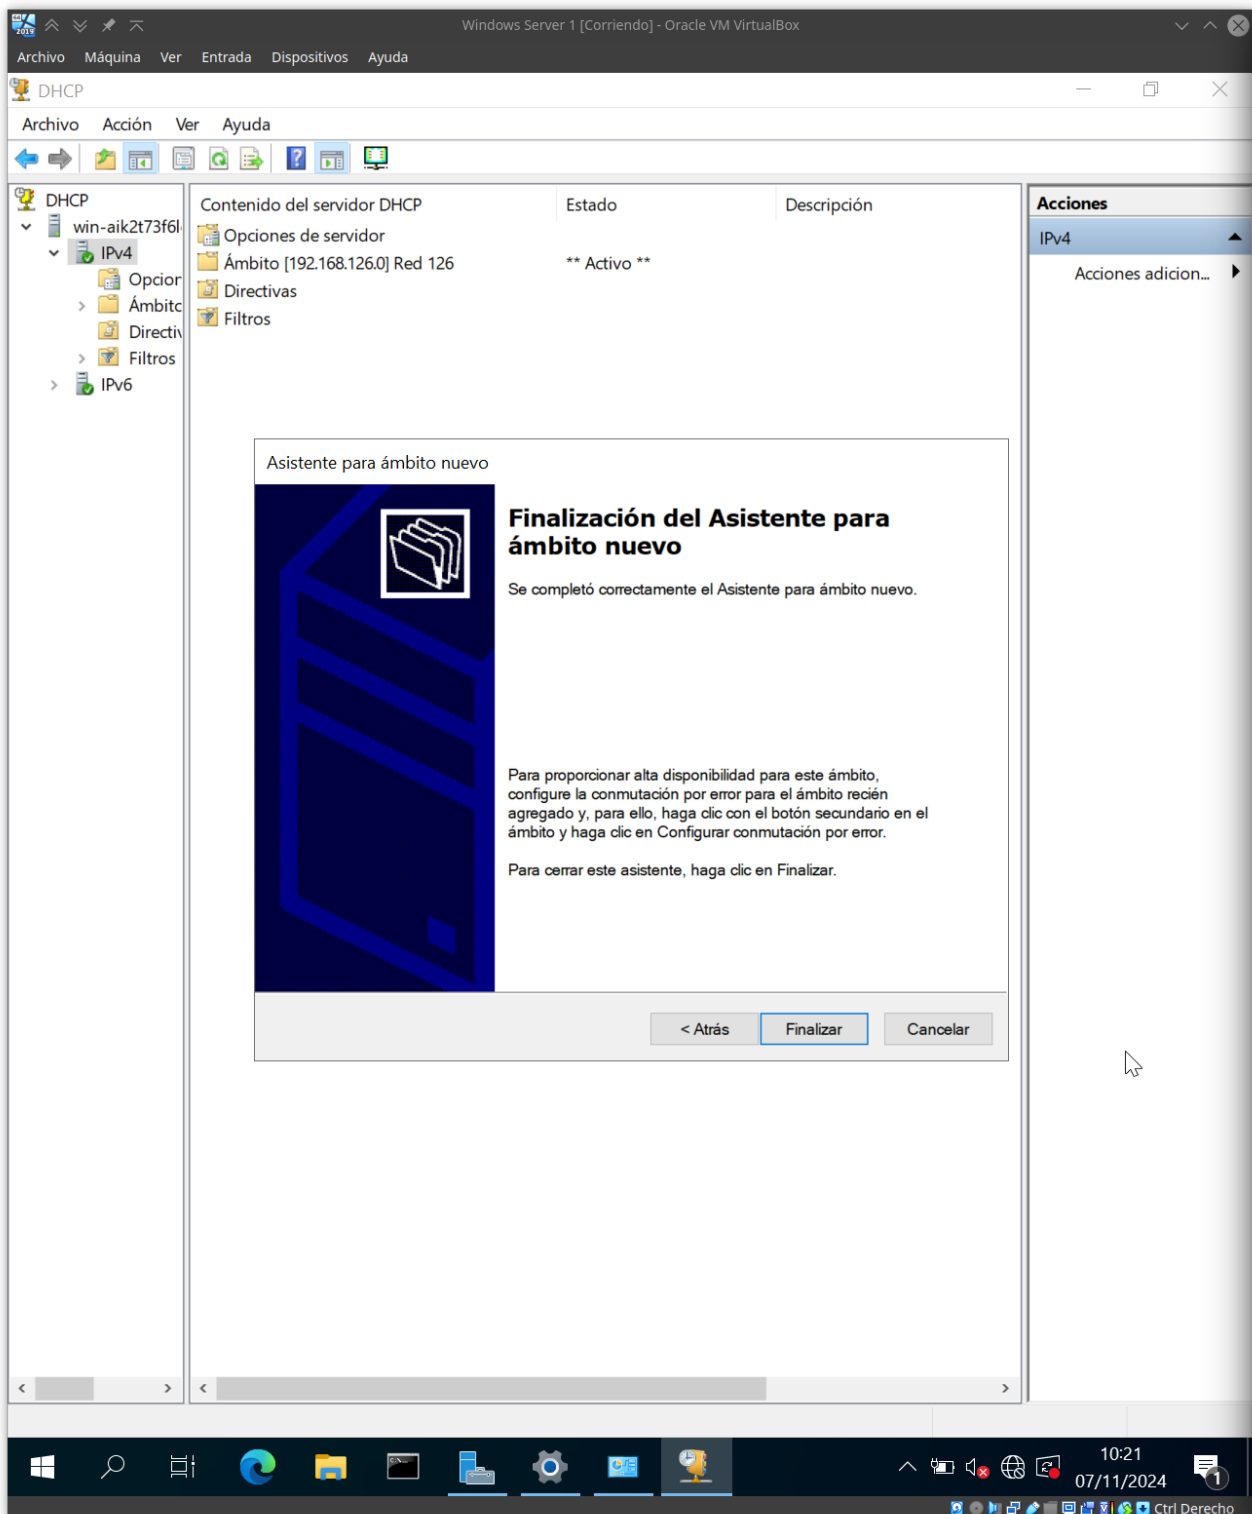 Windows Server 1 [Corriendo] - Oracle VM VirtualBox
Archivo Máquina Ver Entrada Dispositivos Ayuda
DHCP
Archivo Acción Ver Ayuda
DHCP
win-aik2t73f6l
IPv4
Opcior
Ámbitc
Directiv
Filtros
IPv6
Contenido del servidor DHCP Estado Descripción
Opciones de servidor
Ámbito [192.168.126.0] Red 126 ** Activo **
Directivas
Filtros
Acciones
IPv4
Acciones adicion...
Asistente para ámbito nuevo
Finalización del Asistente para
ámbito nuevo
Se completó correctamente el Asistente para ámbito nuevo.
Para proporcionar alta disponibilidad para este ámbito,
configure la conmutación por error para el ámbito recién
agregado y, para ello, haga clic con el botón secundario en el
ámbito y haga clic en Configurar conmutación por error.
Para cerrar este asistente, haga clic en Finalizar.
< Atrás Finalizar Cancelar
10:21
07/11/2024
1
Ctrl Derecho